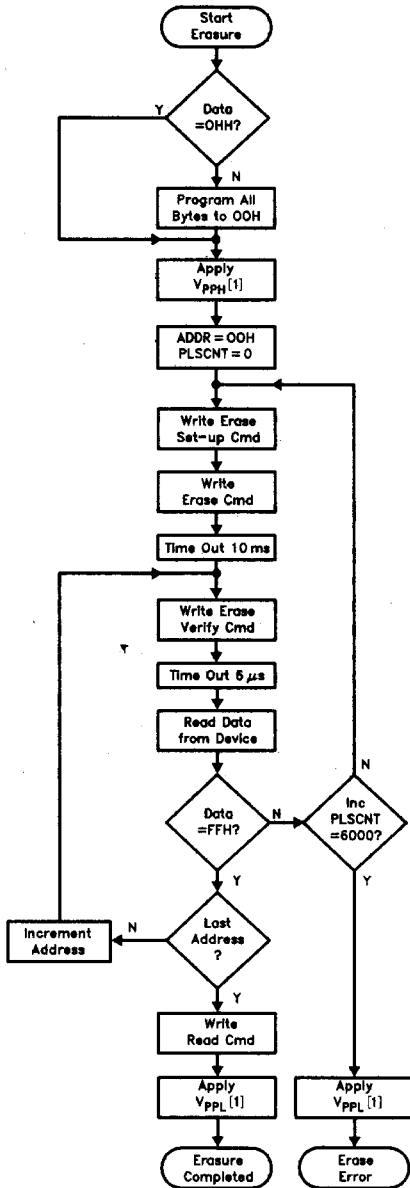 Start
Erasure
Data
=OHH?
Y
N
Program All
Bytes to OOH
Apply
VPPH [1]
ADDR = OOH
PLSCNT = 0
Write Erase
Set-up Cmd
Write
Erase Cmd
Time Out 10 ms
Write Erase
Verify Cmd
Time Out 6 μs
Read Data
from Device
N
Data
=FFH?
N
Inc
PLSCNT
=6000?
Y
Y
Increment
Address
N
Last
Address
?
Y
Write
Read Cmd
Apply
VPPL [1]
Apply
VPPL [1]
Erasure
Completed
Erase
Error